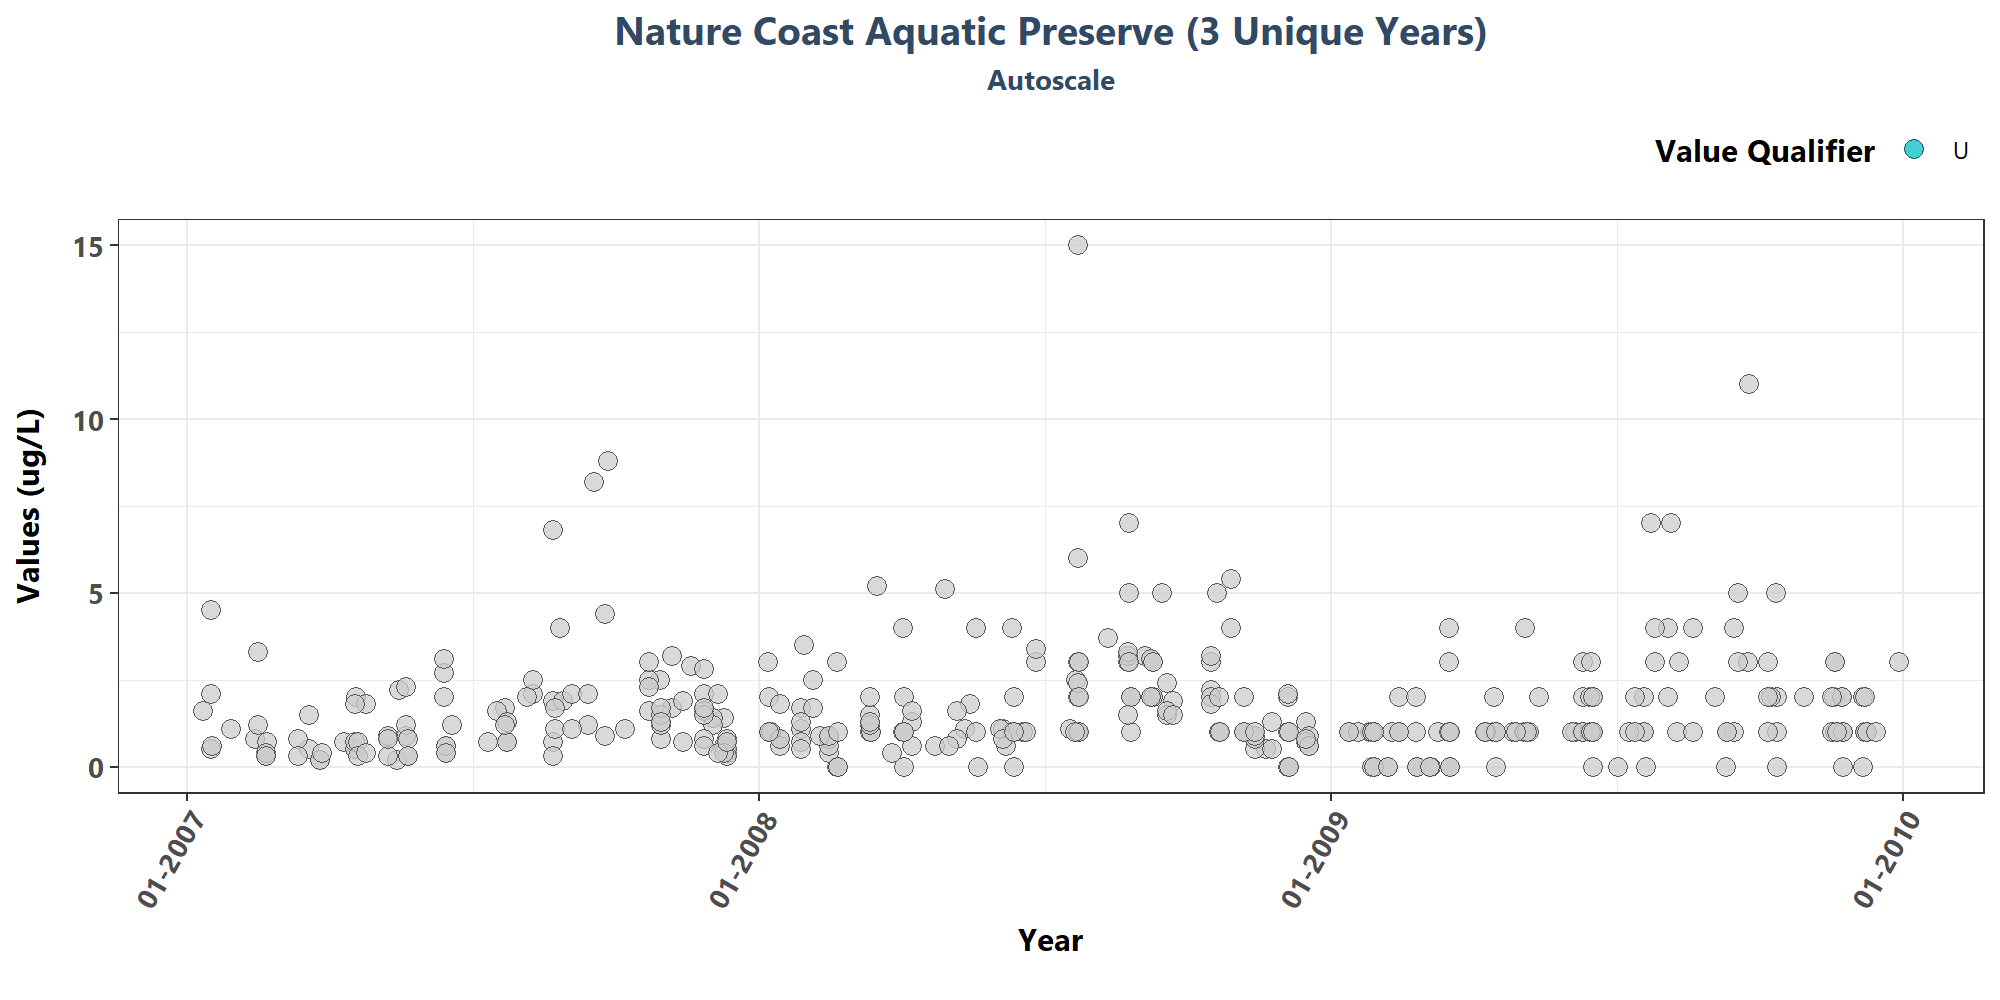 Nature Coast Aquatic Preserve (3 Unique Years)
Autoscale
Value Qualifier U
Values (ug/L)
15
10
5
0
01-2007
01-2008
01-2009
01-2010
Year